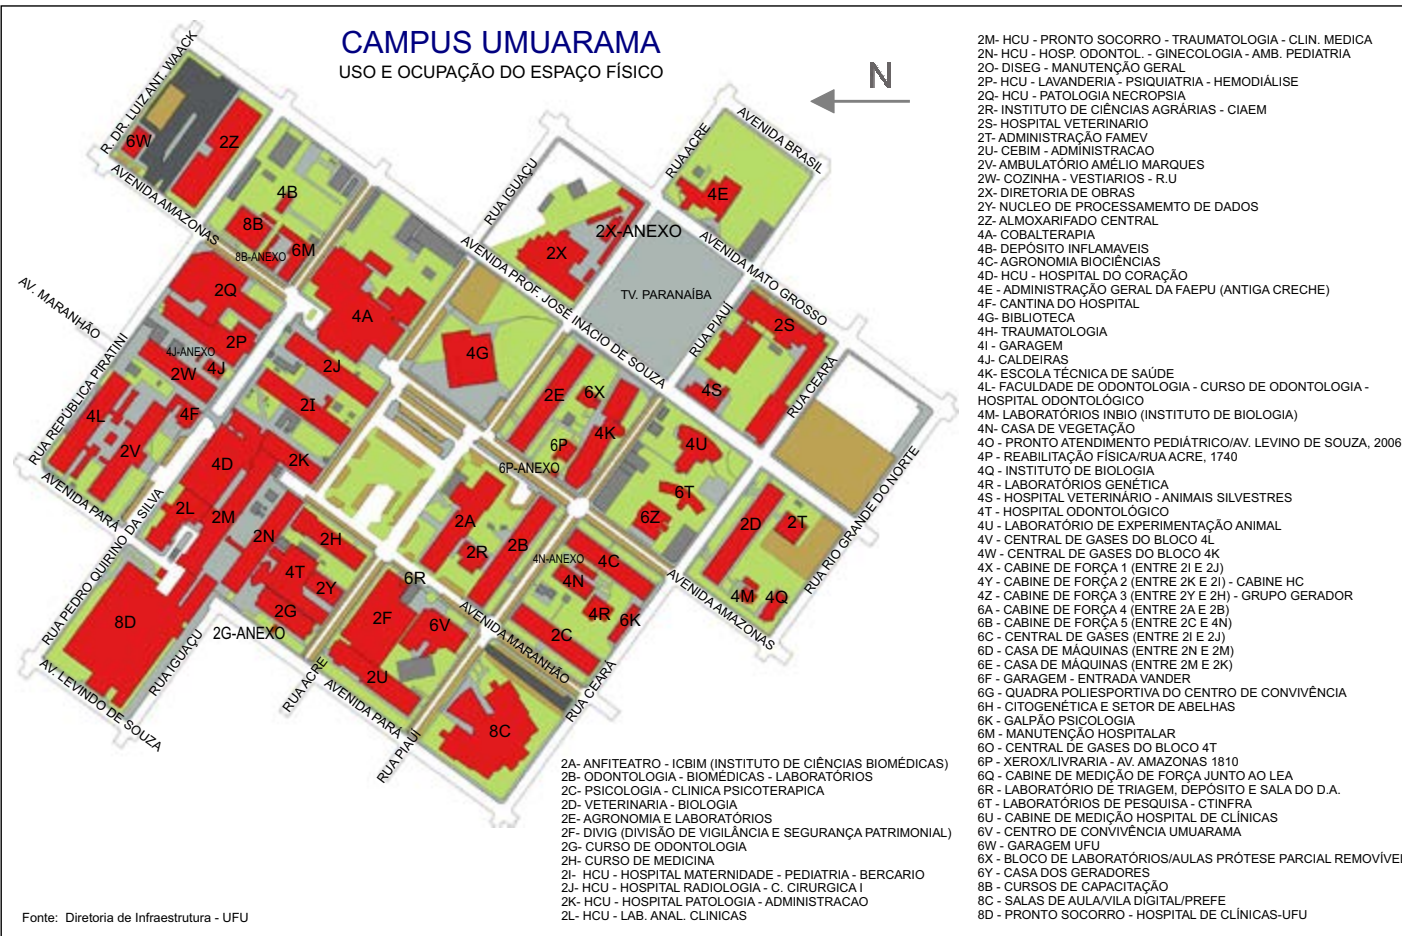 CAMPUS UMUARAMA
USO E OCUPAÇÃO DO ESPAÇO FÍSICO
N
R. DR. LUIZ ANT. WAACK
AVENIDA AMAZONAS
AV. MARANHÃO
RUA REPÚBLICA PIRATINI
AVENIDA PARÁ
RUA PEDRO QUIRINO DA SILVA
AV. LEVINDO DE SOUZA
RUA IGUAÇU
RUA ACRE
AVENIDA PARÁ
RUA PIAUÍ
RUA CEARÁ
AVENIDA MARANHÃO
AVENIDA AMAZONAS
RUA RIO GRANDE DO NORTE
RUA CEARÁ
RUA PIAUÍ
AVENIDA MATO GROSSO
AVENIDA BRASIL
RUA ACRE
RUA IGUAÇU
AVENIDA PROF. JOSÉ INÁCIO DE SOUZA
TV. PARANAÍBA
6W
2Z
4B
8B
6M
8B-ANEXO
4E
2X-ANEXO
2X
2Q
4A
2P
4J-ANEXO
4J
2W
2J
4G
2S
4S
4L
4F
2I
2E
6X
4K
6P
6P-ANEXO
4U
2V
4D
2K
6T
6Z
2L
2M
2N
2H
2A
2R
2B
2D
2T
4T
2Y
6R
4N-ANEXO
4C
4N
4M
4Q
8D
2G
2G-ANEXO
2F
6V
4R
6K
2C
2U
8C
2A- ANFITEATRO - ICBIM (INSTITUTO DE CIÊNCIAS BIOMÉDICAS)
2B- ODONTOLOGIA - BIOMÉDICAS - LABORATÓRIOS
2C- PSICOLOGIA - CLINICA PSICOTERAPICA
2D- VETERINARIA - BIOLOGIA
2E- AGRONOMIA E LABORATÓRIOS
2F- DIVIG (DIVISÃO DE VIGILÂNCIA E SEGURANÇA PATRIMONIAL)
2G- CURSO DE ODONTOLOGIA
2H- CURSO DE MEDICINA
2I- HCU - HOSPITAL MATERNIDADE - PEDIATRIA - BERCARIO
2J- HCU - HOSPITAL RADIOLOGIA - C. CIRURGICA I
2K- HCU - HOSPITAL PATOLOGIA - ADMINISTRACAO
2L- HCU - LAB. ANAL. CLINICAS
2M- HCU - PRONTO SOCORRO - TRAUMATOLOGIA - CLIN. MEDICA
2N- HCU - HOSP. ODONTOL. - GINECOLOGIA - AMB. PEDIATRIA
2O- DISEG - MANUTENÇÃO GERAL
2P- HCU - LAVANDERIA - PSIQUIATRIA - HEMODIÁLISE
2Q- HCU - PATOLOGIA NECROPSIA
2R- INSTITUTO DE CIÊNCIAS AGRÁRIAS - CIAEM
2S- HOSPITAL VETERINARIO
2T- ADMINISTRAÇÃO FAMEV
2U- CEBIM - ADMINISTRACAO
2V- AMBULATÓRIO AMÉLIO MARQUES
2W- COZINHA - VESTIARIOS - R.U
2X- DIRETORIA DE OBRAS
2Y- NUCLEO DE PROCESSAMEMTO DE DADOS
2Z- ALMOXARIFADO CENTRAL
4A- COBALTERAPIA
4B- DEPÓSITO INFLAMAVEIS
4C- AGRONOMIA BIOCIÊNCIAS
4D- HCU - HOSPITAL DO CORAÇÃO
4E - ADMINISTRAÇÃO GERAL DA FAEPU (ANTIGA CRECHE)
4F- CANTINA DO HOSPITAL
4G- BIBLIOTECA
4H- TRAUMATOLOGIA
4I - GARAGEM
4J- CALDEIRAS
4K- ESCOLA TÉCNICA DE SAÚDE
4L- FACULDADE DE ODONTOLOGIA - CURSO DE ODONTOLOGIA -
HOSPITAL ODONTOLÓGICO
4M- LABORATÓRIOS INBIO (INSTITUTO DE BIOLOGIA)
4N- CASA DE VEGETAÇÃO
4O - PRONTO ATENDIMENTO PEDIÁTRICO/AV. LEVINO DE SOUZA, 2006
4P - REABILITAÇÃO FÍSICA/RUA ACRE, 1740
4Q - INSTITUTO DE BIOLOGIA
4R - LABORATÓRIOS GENÉTICA
4S - HOSPITAL VETERINÁRIO - ANIMAIS SILVESTRES
4T - HOSPITAL ODONTOLÓGICO
4U - LABORATÓRIO DE EXPERIMENTAÇÃO ANIMAL
4V - CENTRAL DE GASES DO BLOCO 4L
4W - CENTRAL DE GASES DO BLOCO 4K
4X - CABINE DE FORÇA 1 (ENTRE 2I E 2J)
4Y - CABINE DE FORÇA 2 (ENTRE 2K E 2I) - CABINE HC
4Z - CABINE DE FORÇA 3 (ENTRE 2Y E 2H) - GRUPO GERADOR
6A - CABINE DE FORÇA 4 (ENTRE 2A E 2B)
6B - CABINE DE FORÇA 5 (ENTRE 2C E 4N)
6C - CENTRAL DE GASES (ENTRE 2I E 2J)
6D - CASA DE MÁQUINAS (ENTRE 2N E 2M)
6E - CASA DE MÁQUINAS (ENTRE 2M E 2K)
6F - GARAGEM - ENTRADA VANDER
6G - QUADRA POLIESPORTIVA DO CENTRO DE CONVIVÊNCIA
6H - CITOGENÉTICA E SETOR DE ABELHAS
6K - GALPÃO PSICOLOGIA
6M - MANUTENÇÃO HOSPITALAR
6O - CENTRAL DE GASES DO BLOCO 4T
6P - XEROX/LIVRARIA - AV. AMAZONAS 1810
6Q - CABINE DE MEDIÇÃO DE FORÇA JUNTO AO LEA
6R - LABORATÓRIO DE TRIAGEM, DEPÓSITO E SALA DO D.A.
6T - LABORATÓRIOS DE PESQUISA - CTINFRA
6U - CABINE DE MEDIÇÃO HOSPITAL DE CLÍNICAS
6V - CENTRO DE CONVIVÊNCIA UMUARAMA
6W - GARAGEM UFU
6X - BLOCO DE LABORATÓRIOS/AULAS PRÓTESE PARCIAL REMOVÍVE
6Y - CASA DOS GERADORES
8B - CURSOS DE CAPACITAÇÃO
8C - SALAS DE AULA/VILA DIGITAL/PREFE
8D - PRONTO SOCORRO - HOSPITAL DE CLÍNICAS-UFU
Fonte: Diretoria de Infraestrutura - UFU